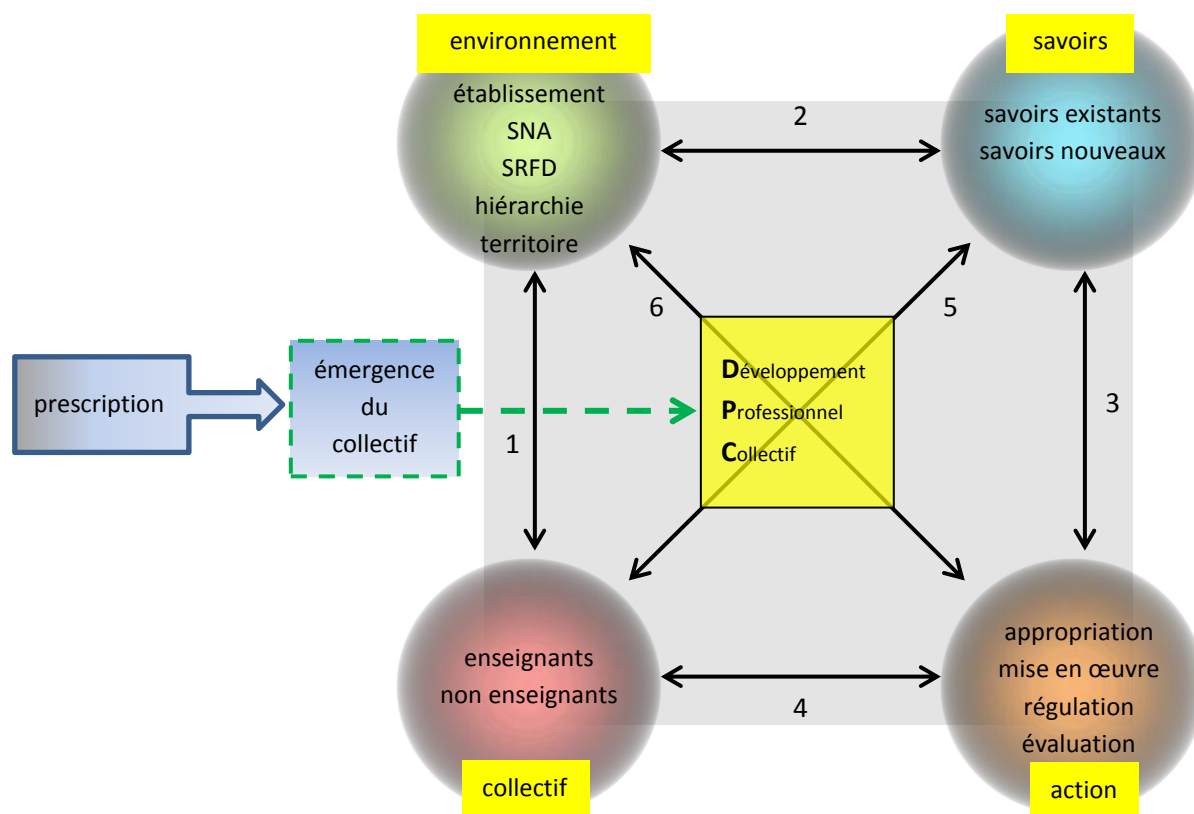 environnement
établissement
SNA
SRFD
hiérarchie
territoire
savoirs
savoirs existants
savoirs nouveaux
2
6
5
prescription
émergence
du
collectif
1
Développement
Professionnel
Collectif
3
enseignants
non enseignants
collectif
4
appropriation
mise en œuvre
régulation
évaluation
action